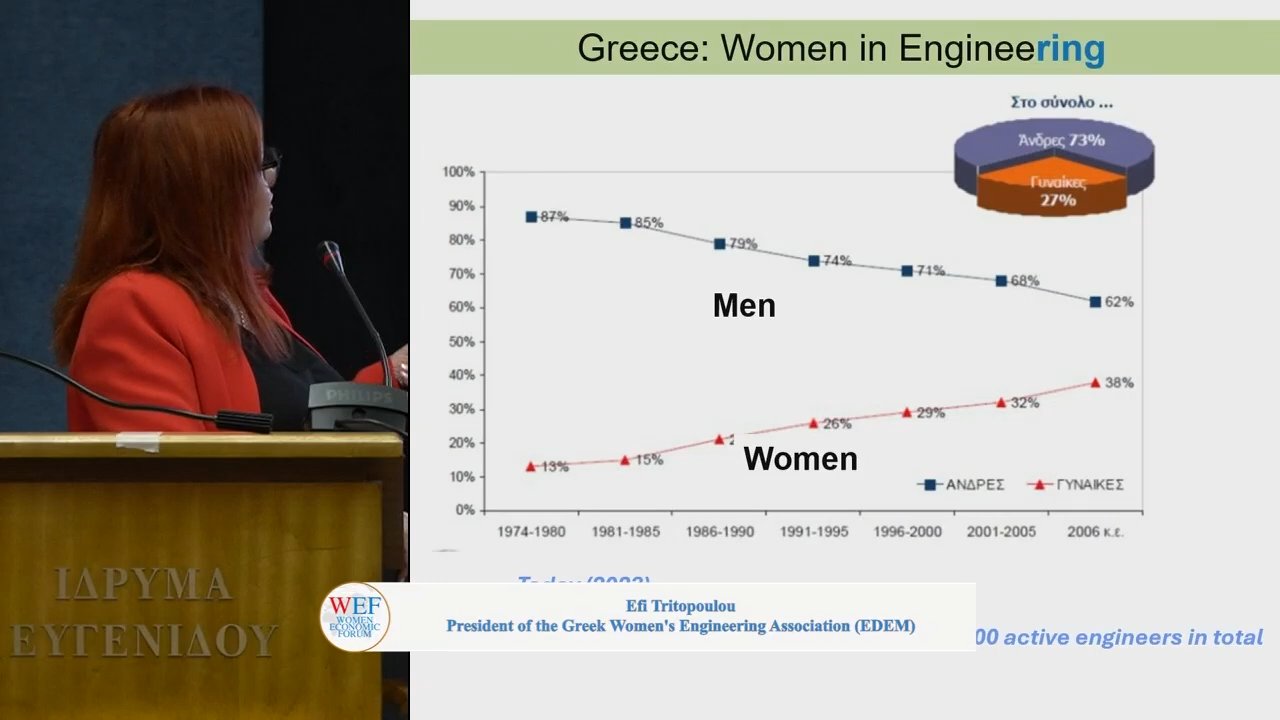 Greece: Women in Engineering
Στο σύνολο ...
Άνδρες 73%
Γυναίκες
27%
100%
90%
80%
70%
60%
50%
40%
30%
20%
10%
0%
87%
85%
79%
74%
71%
68%
62%
Men
13%
15%
26%
29%
32%
38%
Women
ΑΝΔΡΕΣ
ΓΥΝΑΙΚΕΣ
1974-1980
1981-1985
1986-1990
1991-1995
1996-2000
2001-2005
2006 κ.ε.
00 active engineers in total
WEF
WOMEN
ECONOMIC
FORUM
Efi Tritopoulou
President of the Greek Women's Engineering Association (EDEM)
PHILIPS
ΙΔΡΥΜΑ
ΕΥΓΕΝΙΔΟΥ